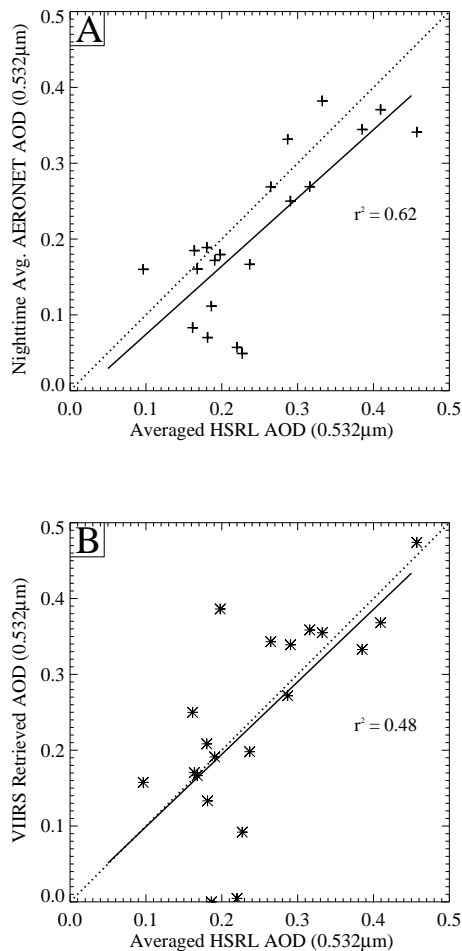 A
0.5
0.4
0.3
0.2
0.1
0.0
Nighttime Avg. AERONET AOD (0.532μm)
r² = 0.62
0.0 0.1 0.2 0.3 0.4 0.5
Averaged HSRL AOD (0.532μm)
B
0.5
0.4
0.3
0.2
0.1
0.0
VIIRS Retrieved AOD (0.532μm)
r² = 0.48
0.0 0.1 0.2 0.3 0.4 0.5
Averaged HSRL AOD (0.532μm)